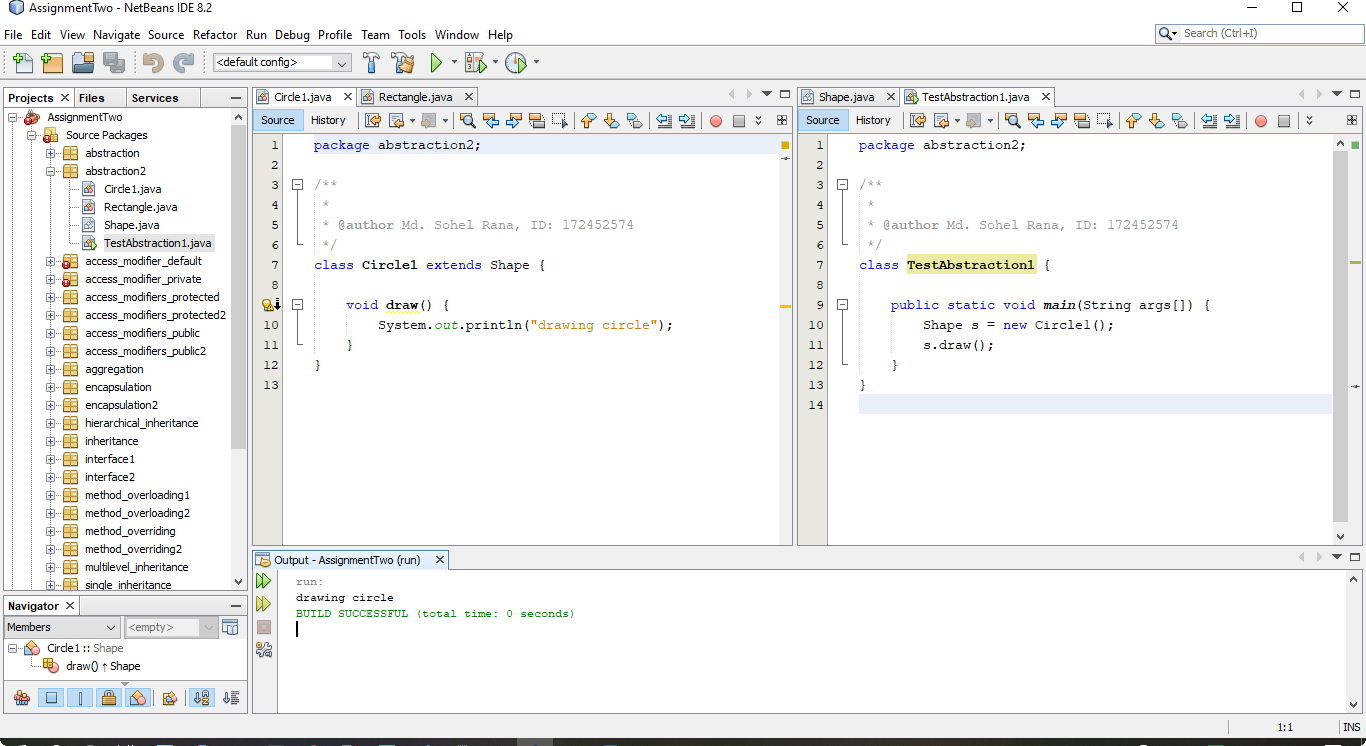 AssignmentTwo - NetBeans IDE 8.2
File Edit View Navigate Source Refactor Run Debug Profile Team Tools Window Help
Search (Ctrl+I)
<default config>
Projects Files Services
AssignmentTwo
Source Packages
abstraction
abstraction2
Circle1.java
Rectangle.java
Shape.java
TestAbstraction1.java
access_modifier_default
access_modifier_private
access_modifiers_protected
access_modifiers_protected2
access_modifiers_public
access_modifiers_public2
aggregation
encapsulation
encapsulation2
hierarchical_inheritance
inheritance
interface1
interface2
method_overloading1
method_overloading2
method_overriding
method_overriding2
multilevel_inheritance
single_inheritance
Navigator
Members <empty>
Circle1 :: Shape
draw() ↑ Shape
Circle1.java Rectangle.java
Source History
1 package abstraction2;
2
3 /**
4 *
5 * @author Md. Sohel Rana, ID: 172452574
6 */
7 class Circle1 extends Shape {
8
void draw() {
10 System.out.println("drawing circle");
11 }
12 }
13
Shape.java TestAbstraction1.java
Source History
1 package abstraction2;
2
3 /**
4 *
5 * @author Md. Sohel Rana, ID: 172452574
6 */
7 class TestAbstraction1 {
8
9 public static void main(String args[]) {
10 Shape s = new Circle1();
11 s.draw();
12 }
13 }
14
Output - AssignmentTwo (run)
run:
drawing circle
BUILD SUCCESSFUL (total time: 0 seconds)
1:1 INS